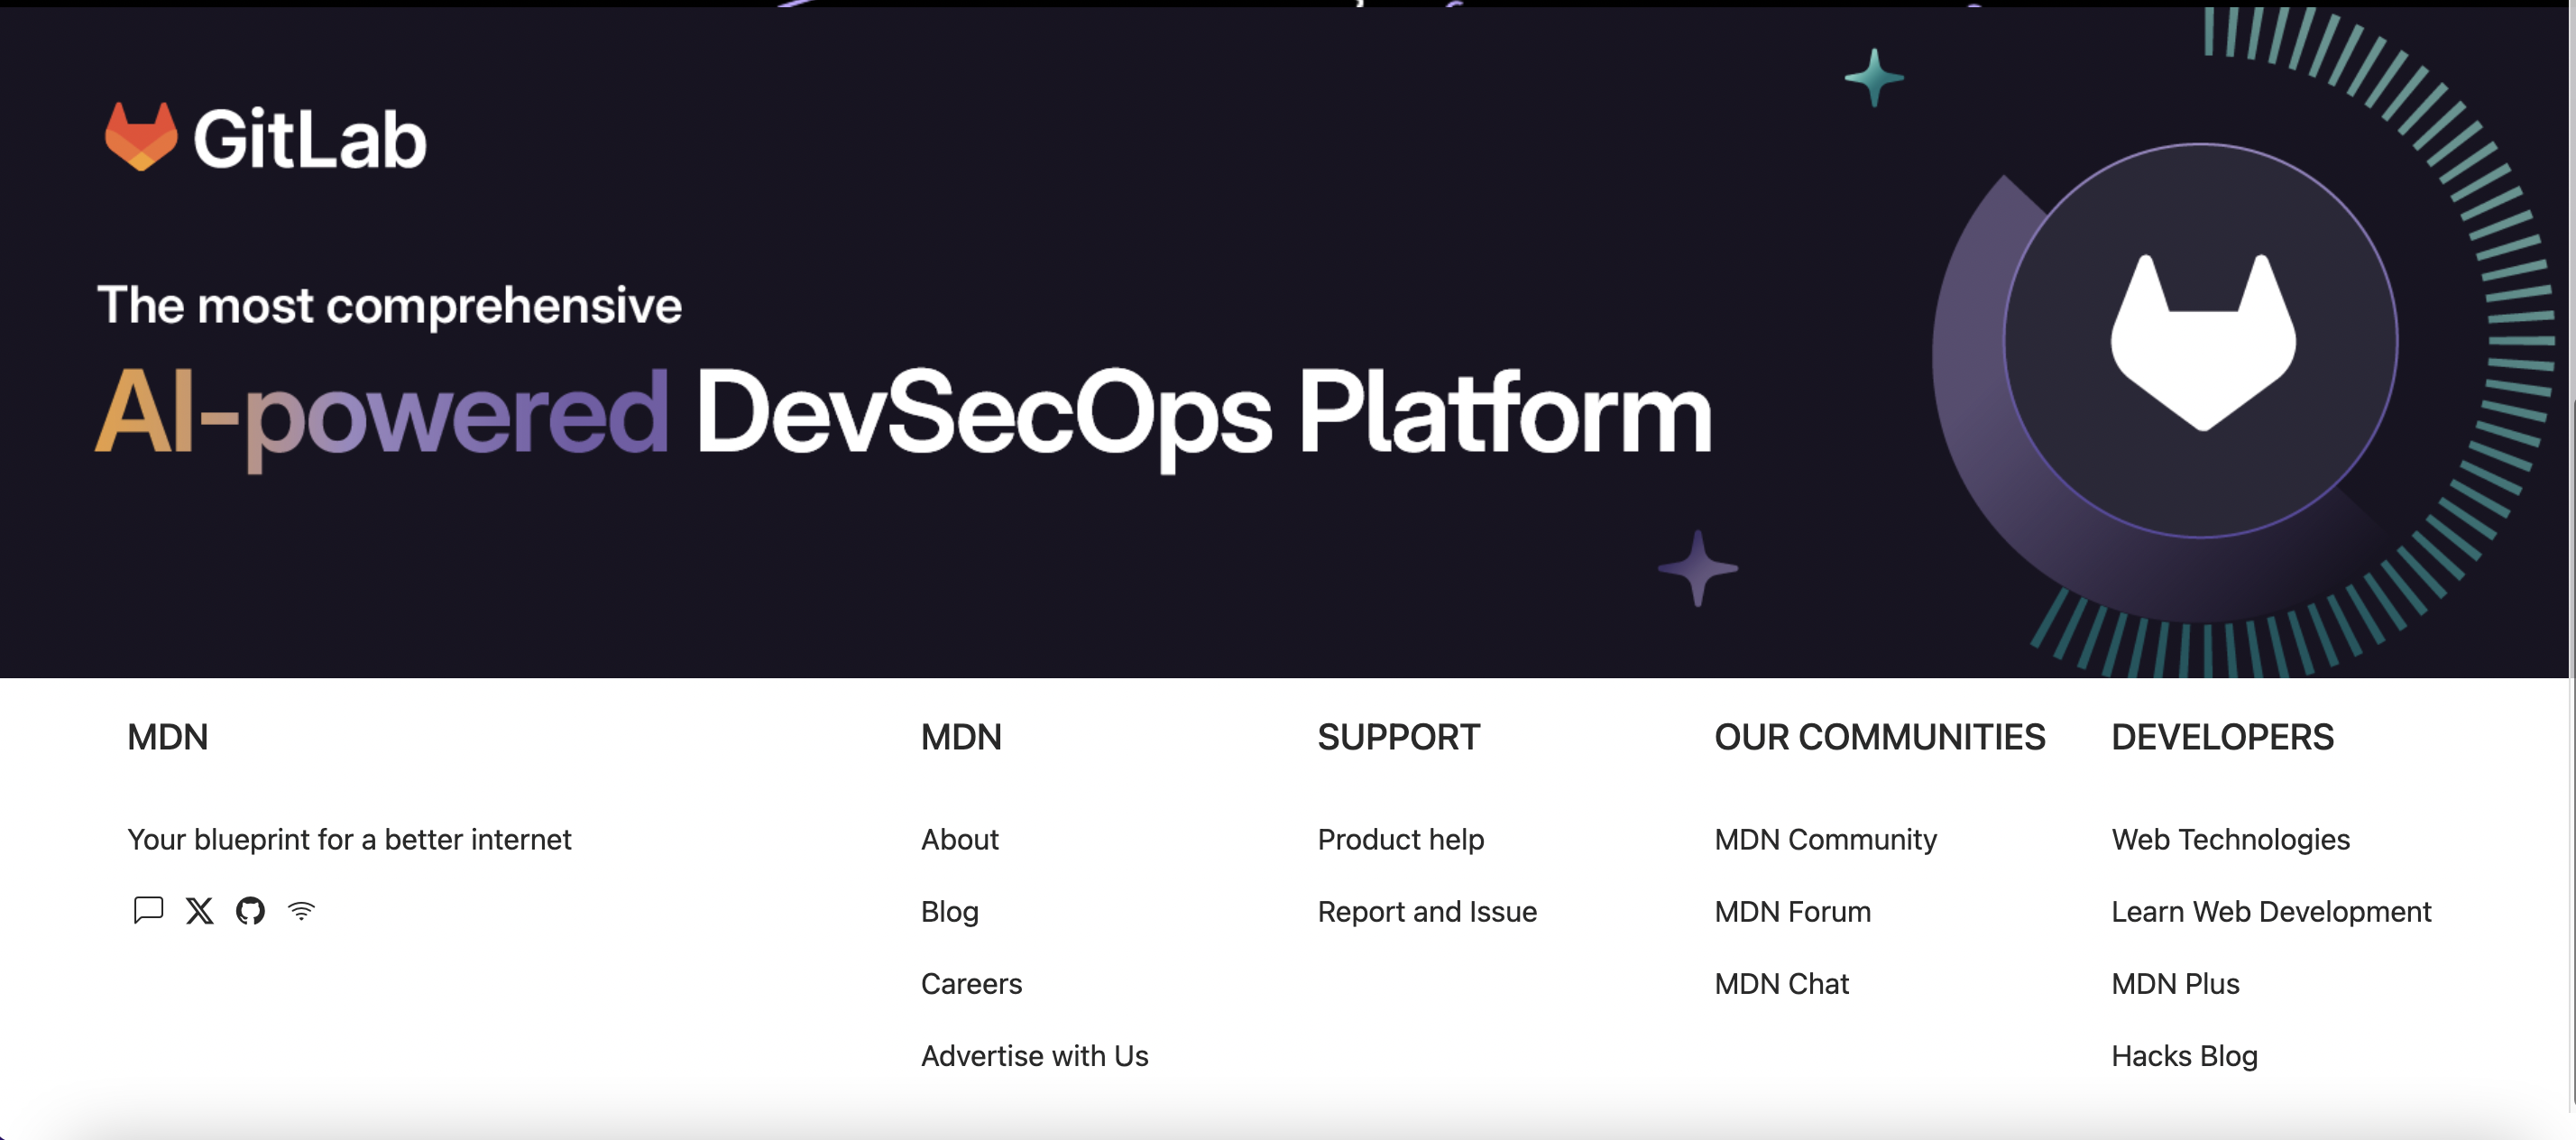 GitLab
The most comprehensive
AI-powered DevSecOps Platform
MDN
Your blueprint for a better internet
MDN
About
Blog
Careers
Advertise with Us
SUPPORT
Product help
Report and Issue
OUR COMMUNITIES
MDN Community
MDN Forum
MDN Chat
DEVELOPERS
Web Technologies
Learn Web Development
MDN Plus
Hacks Blog